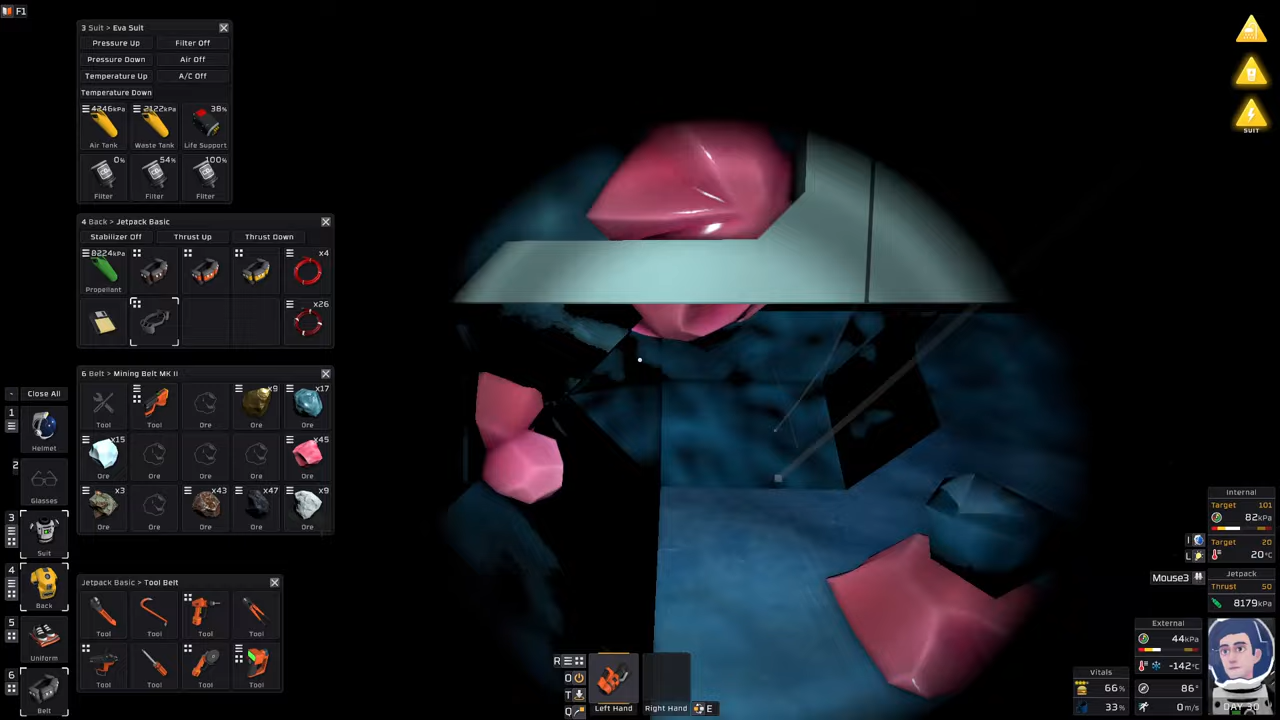 F1
3 Suit > Eva Suit
Pressure Up Filter Off
Pressure Down Air Off
Temperature Up A/C Off
Temperature Down
4246kPa 2122kPa 38%
Air Tank Waste Tank Life Support
0% 54% 100%
Filter Filter Filter
4 Back > Jetpack Basic
Stabilizer Off Thrust Up Thrust Down
8224kPa x4
Propellant
x26
6 Belt > Mining Belt MK II
x9 x17
Tool Tool Ore Ore Ore
x15 x45
Ore Ore Ore Ore Ore
x3 x43 x47 x9
Ore Ore Ore Ore Ore
Jetpack Basic > Tool Belt
Tool Tool Tool Tool
Tool Tool Tool Tool
~ Close All
1
Helmet
2
Glasses
3
Suit
4
Back
5
Uniform
6
Belt
R
O
T
Q
Left Hand Right Hand E
SUIT
Internal
Target 101
82kPa
Target 20
20°C
I
L
Mouse3
Jetpack
Thrust 50
8179kPa
External
44kPa
-142°C
86°
0m/s
Vitals
66%
33%
DAY 30